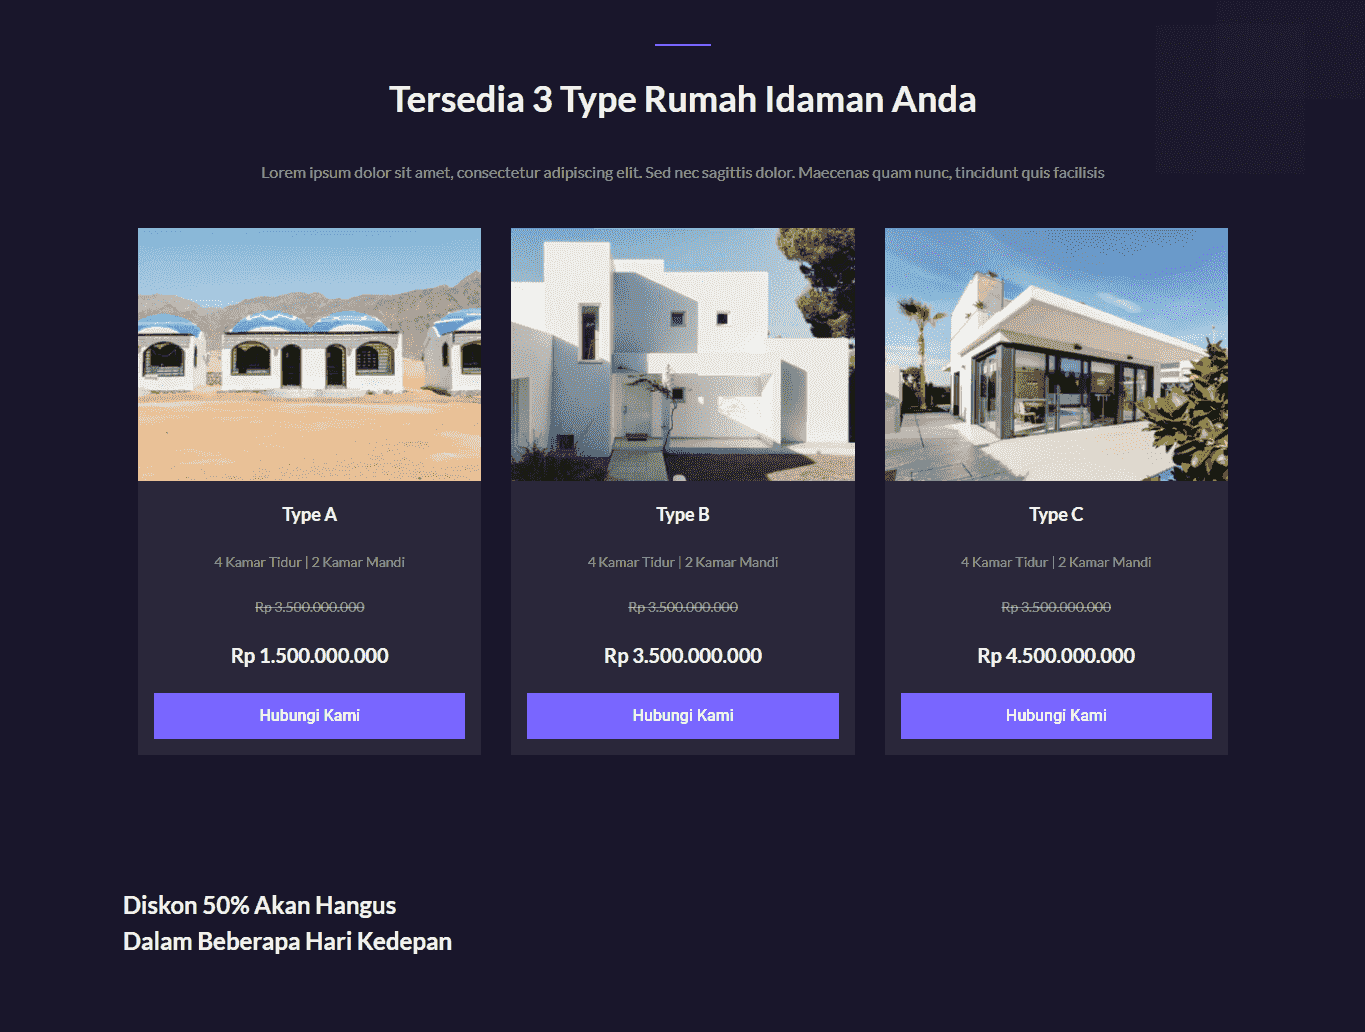 Tersedia 3 Type Rumah Idaman Anda
Lorem ipsum dolor sit amet, consectetur adipiscing elit. Sed nec sagittis dolor. Maecenas quam nunc, tincidunt quis facilisis
Type A
4 Kamar Tidur | 2 Kamar Mandi
Rp 3.500.000.000
Rp 1.500.000.000
Hubungi Kami
Type B
4 Kamar Tidur | 2 Kamar Mandi
Rp 3.500.000.000
Rp 3.500.000.000
Hubungi Kami
Type C
4 Kamar Tidur | 2 Kamar Mandi
Rp 3.500.000.000
Rp 4.500.000.000
Hubungi Kami
Diskon 50% Akan Hangus
Dalam Beberapa Hari Kedepan